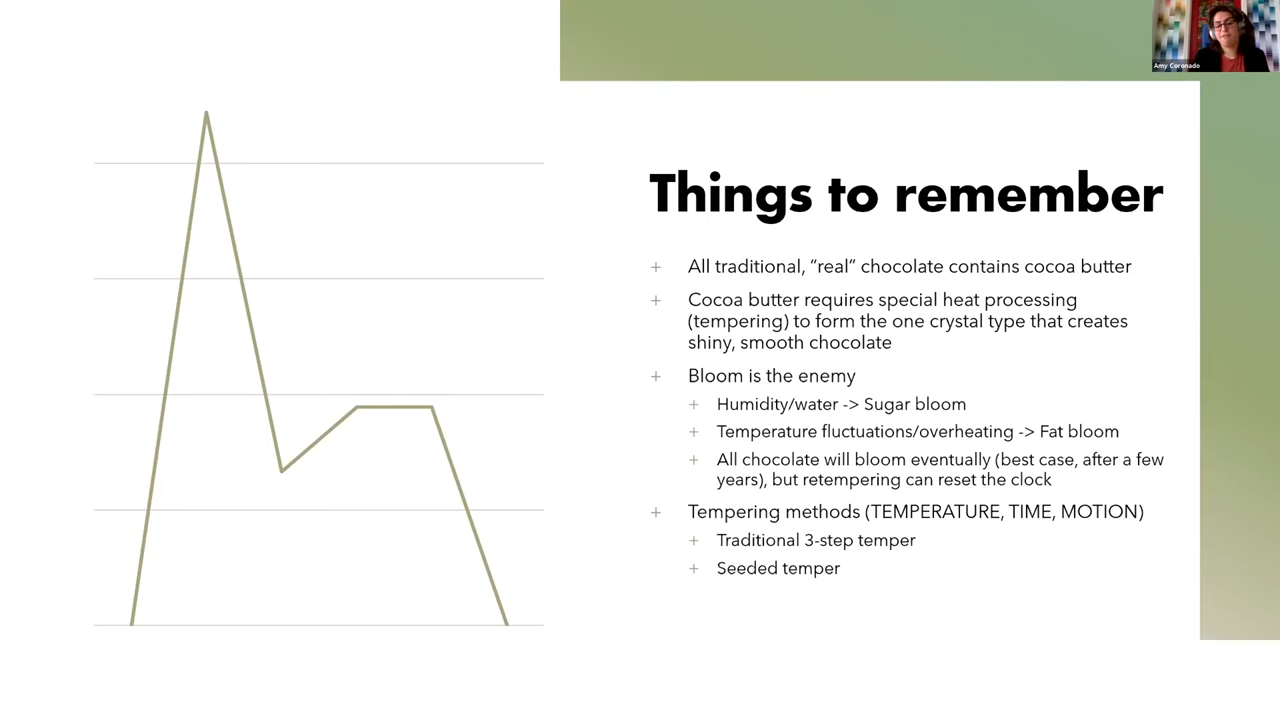 Amy Coronado
Things to remember
+ All traditional, “real” chocolate contains cocoa butter
+ Cocoa butter requires special heat processing
(tempering) to form the one crystal type that creates
shiny, smooth chocolate
+ Bloom is the enemy
+ Humidity/water -> Sugar bloom
+ Temperature fluctuations/overheating -> Fat bloom
+ All chocolate will bloom eventually (best case, after a few
years), but retempering can reset the clock
+ Tempering methods (TEMPERATURE, TIME, MOTION)
+ Traditional 3-step temper
+ Seeded temper